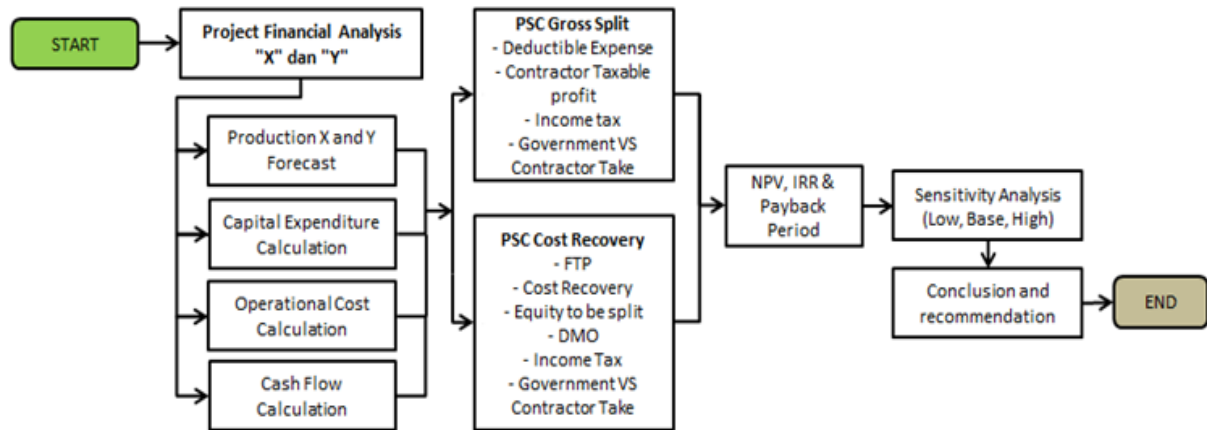 START
Project Financial Analysis
"X" dan "Y"
Production X and Y
Forecast
Capital Expenditure
Calculation
Operational Cost
Calculation
Cash Flow
Calculation
PSC Gross Split
- Deductible Expense
- Contractor Taxable
profit
- Income tax
- Government VS
Contractor Take
PSC Cost Recovery
- FTP
- Cost Recovery
- Equity to be split
- DMO
- Income Tax
- Government VS
Contractor Take
NPV, IRR &
Payback
Period
Sensitivity Analysis
(Low, Base, High)
Conclusion and
recommendation
END